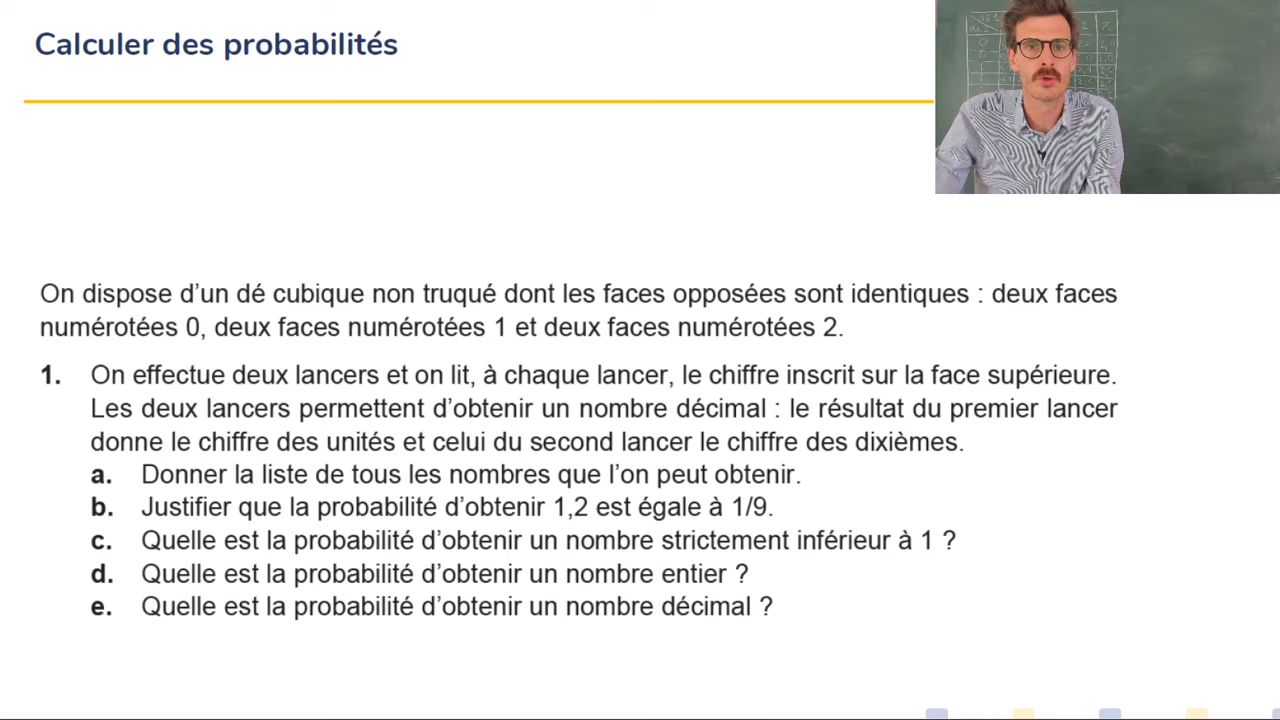 Calculer des probabilités
On dispose d’un dé cubique non truqué dont les faces opposées sont identiques : deux faces
numérotées 0, deux faces numérotées 1 et deux faces numérotées 2.
1. On effectue deux lancers et on lit, à chaque lancer, le chiffre inscrit sur la face supérieure.
Les deux lancers permettent d’obtenir un nombre décimal : le résultat du premier lancer
donne le chiffre des unités et celui du second lancer le chiffre des dixièmes.
a. Donner la liste de tous les nombres que l’on peut obtenir.
b. Justifier que la probabilité d’obtenir 1,2 est égale à 1/9.
c. Quelle est la probabilité d’obtenir un nombre strictement inférieur à 1 ?
d. Quelle est la probabilité d’obtenir un nombre entier ?
e. Quelle est la probabilité d’obtenir un nombre décimal ?